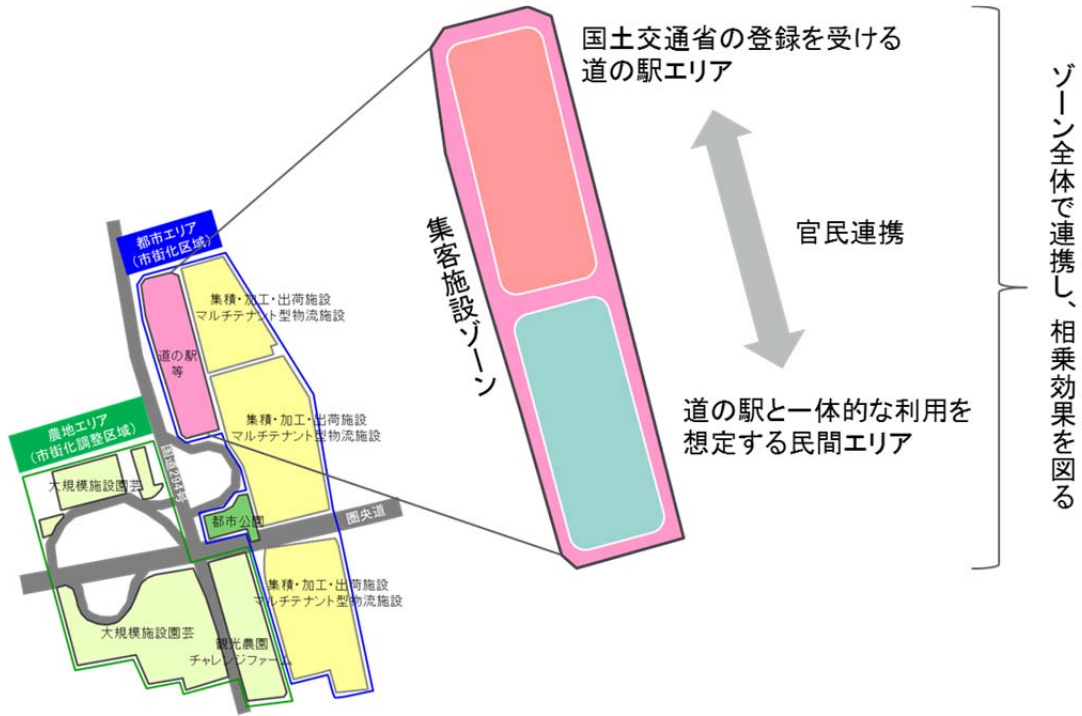 国土交通省の登録を受ける
道の駅エリア
官民連携
道の駅と一体的な利用を
想定する民間エリア
ゾーン全体で連携し、相乗効果を図る
集客施設ゾーン
都市エリア
(市街化区域)
集積・加工・出荷施設
マルチテナント型物流施設
道の駅
等
集積・加工・出荷施設
マルチテナント型物流施設
農地エリア
(市街化調整区域)
国道294号
大規模施設園芸
都市公園
圏央道
集積・加工・出荷施設
マルチテナント型物流施設
大規模施設園芸
観光農園
チャレンジファーム